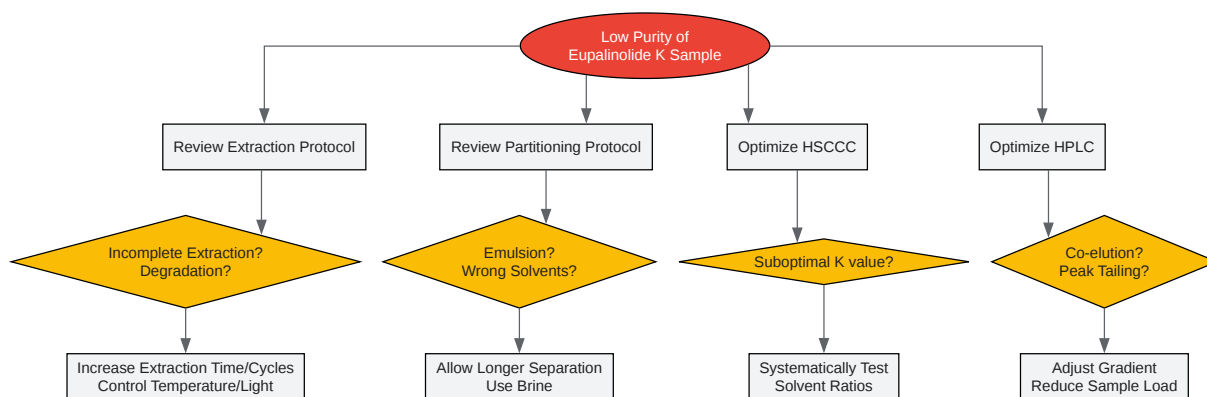 Low Purity of
Eupalinolide K Sample
Review Extraction Protocol
Review Partitioning Protocol
Optimize HSCCC
Optimize HPLC
Incomplete Extraction?
Degradation?
Emulsion?
Wrong Solvents?
Suboptimal K value?
Co-elution?
Peak Tailing?
Increase Extraction Time/Cycles
Control Temperature/Light
Allow Longer Separation
Use Brine
Systematically Test
Solvent Ratios
Adjust Gradient
Reduce Sample Load